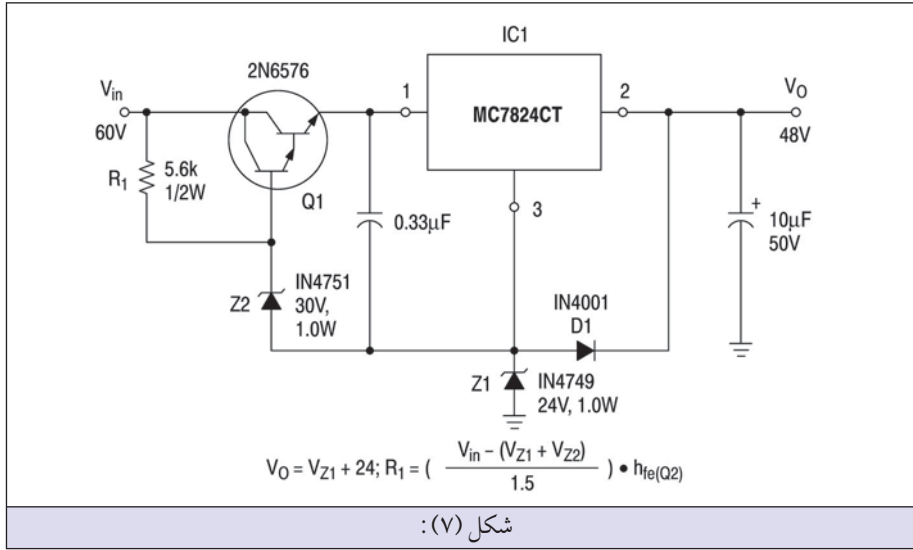 IC1
2N6576
Vin
60V
1
MC7824CT
2
VO
48V
R1
5.6k
1/2W
Q1
0.33μF
3
+
10μF
50V
Z2
IN4751
30V,
1.0W
IN4001
D1
Z1
IN4749
24V, 1.0W
VO = VZ1 + 24; R1 = ( Vin – (VZ1 + VZ2) / 1.5 ) • hfe(Q2)
شکل (۷) :